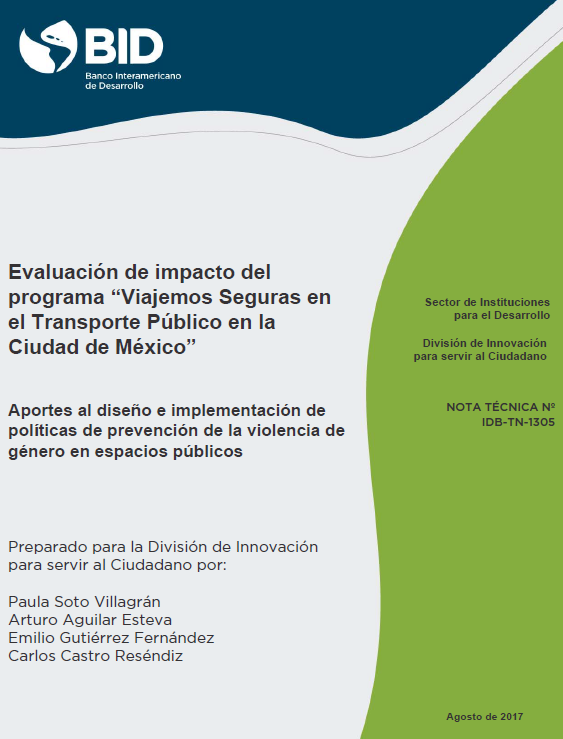 BID
Banco Interamericano
de Desarrollo
Evaluación de impacto del
programa “Viajemos Seguras en
el Transporte Público en la
Ciudad de México”
Aportes al diseño e implementación de
políticas de prevención de la violencia de
género en espacios públicos
Preparado para la División de Innovación
para servir al Ciudadano por:
Paula Soto Villagrán
Arturo Aguilar Esteva
Emilio Gutiérrez Fernández
Carlos Castro Reséndiz
Sector de Instituciones
para el Desarrollo
División de Innovación
para servir al Ciudadano
NOTA TÉCNICA Nº
IDB-TN-1305
Agosto de 2017